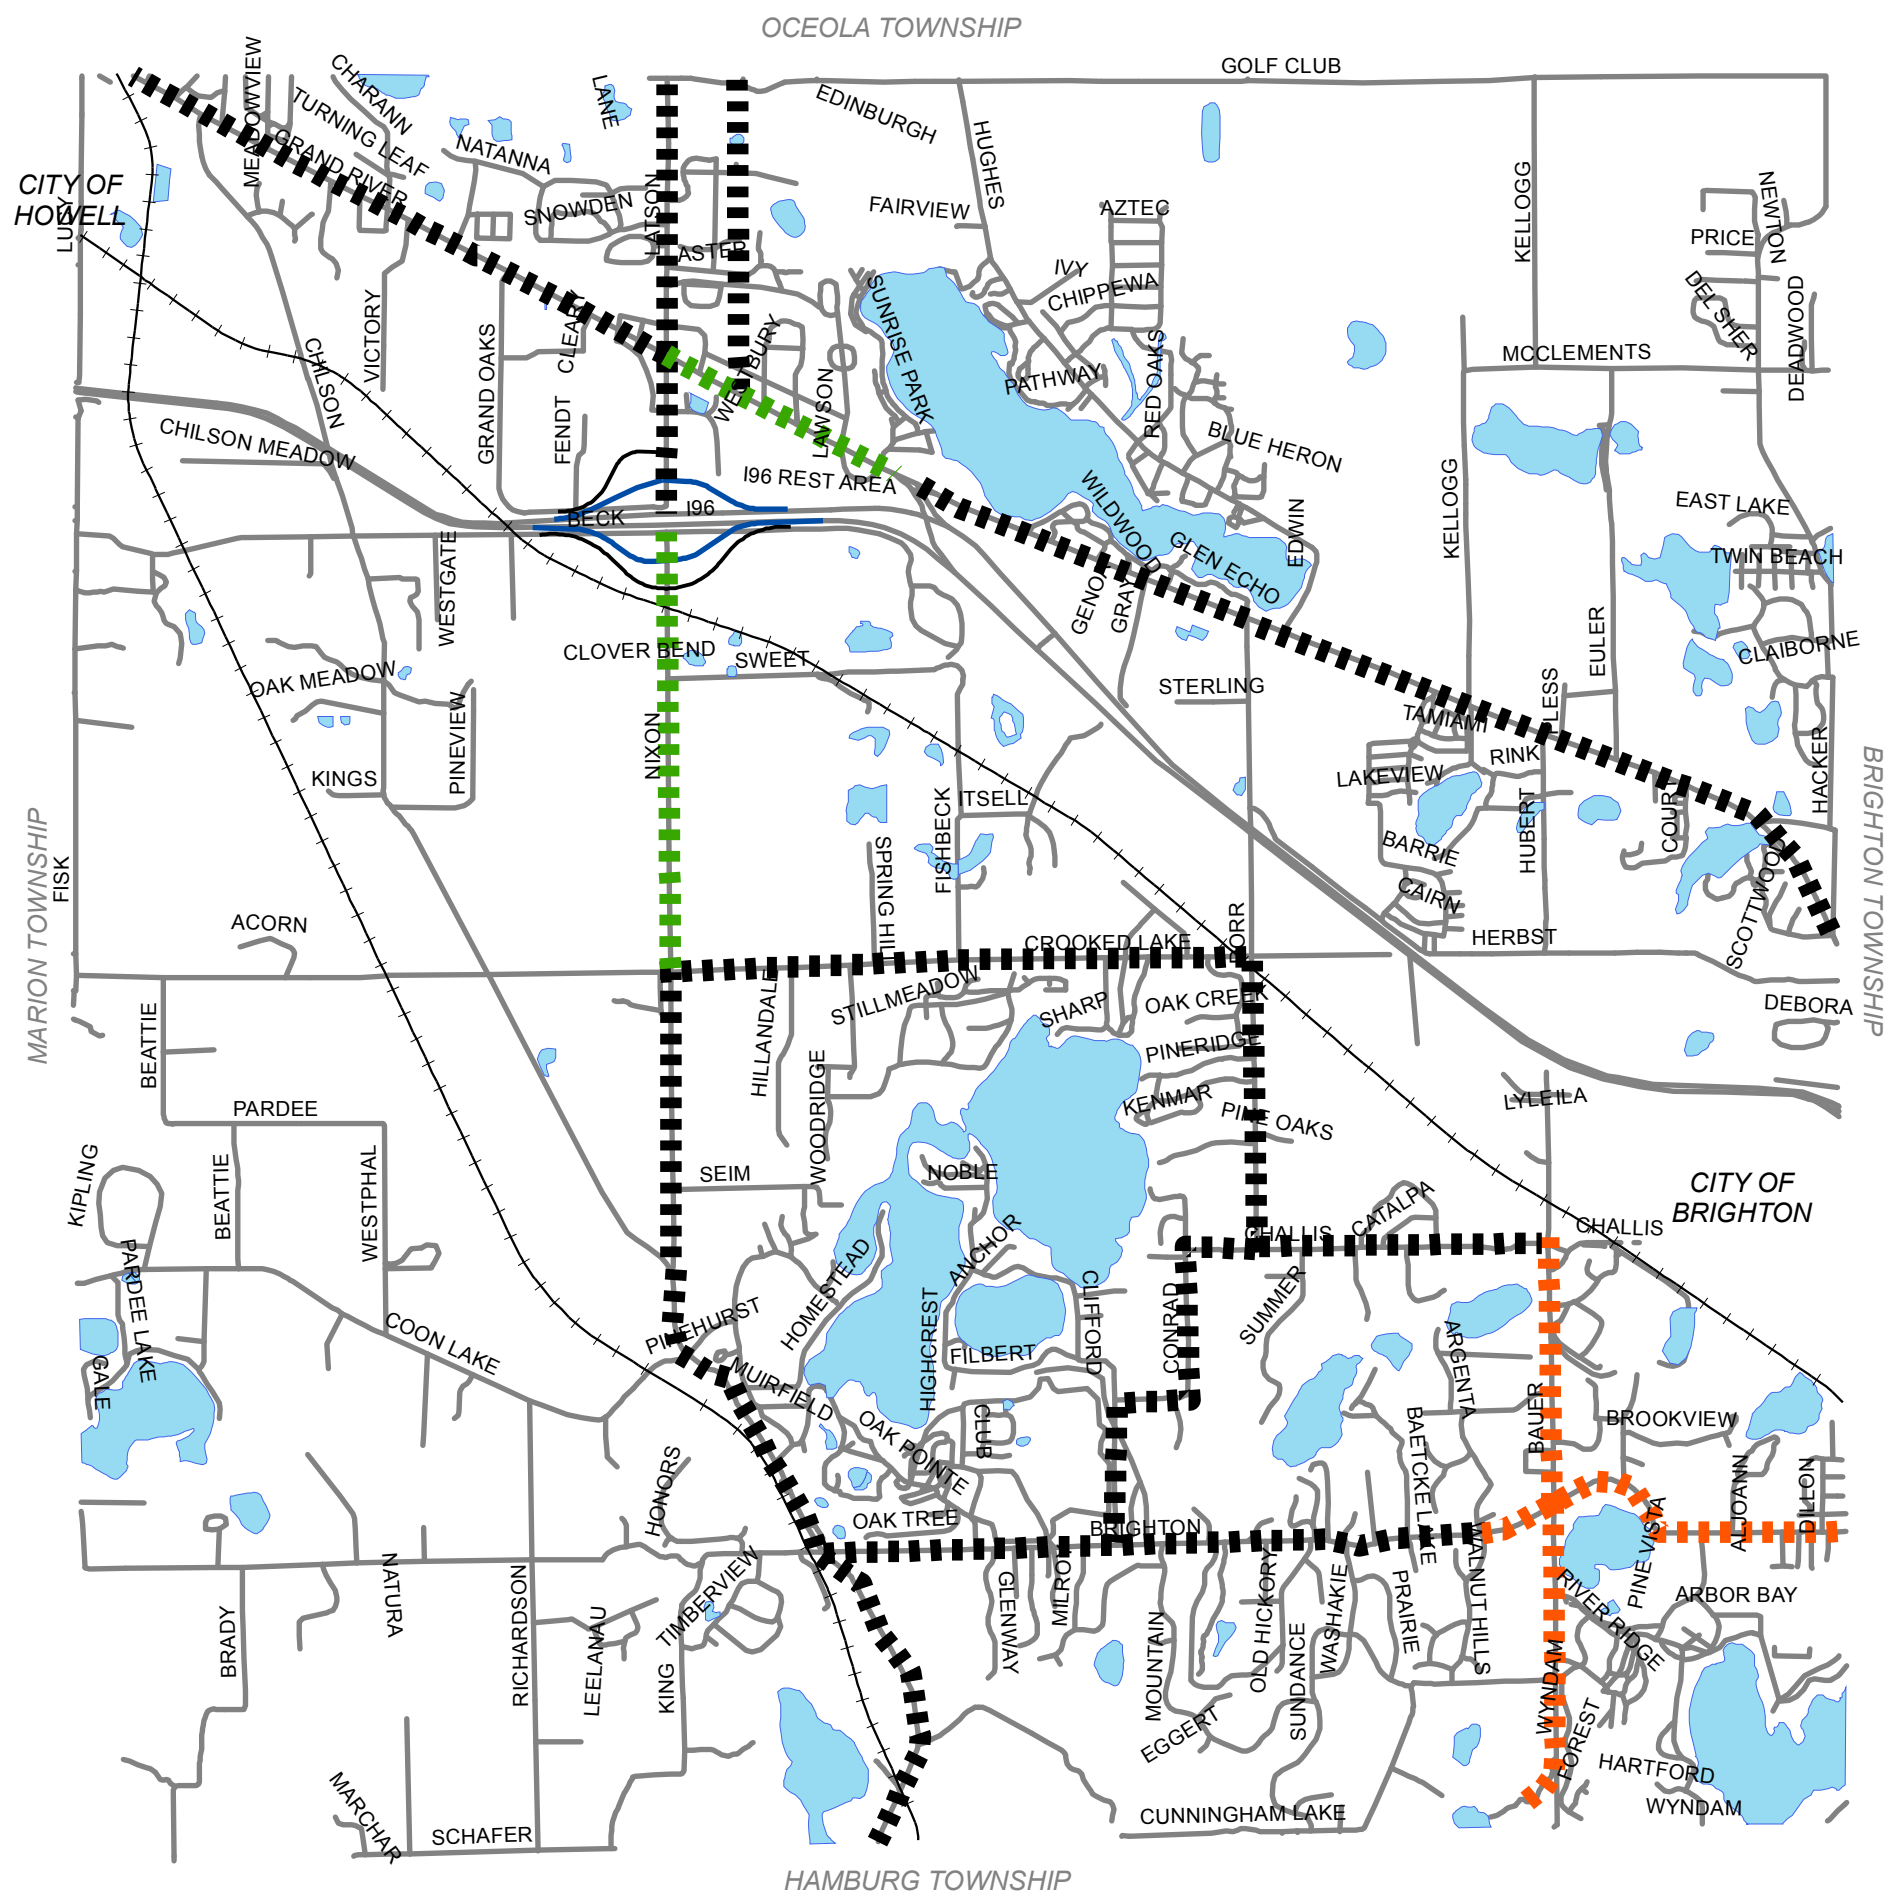 OCEOLA TOWNSHIP
GOLF CLUB
MEADOWVIEW
CHARANN
TURNING LEAF
GRAND RIVER
LANE
NATANNA
EDINBURGH
HUGHES
KELLOGG
NEWTON
CITY OF
HOWELL
LUCY
SNOWDEN
LATSON
ASTER
FAIRVIEW
AZTEC
PRICE
IVY
CHIPPEWA
DELSHER
DEADWOOD
VICTORY
CLEARY
CHILSON
GRAND OAKS
WESTBURY
SUNRISE PARK
PATHWAY
RED OAKS
MCCLEMENTS
FENDT
LAWSON
CHILSON MEADOW
BLUE HERON
I96 REST AREA
I96
BECK
WILDWOOD
GLEN ECHO
EDWIN
KELLOGG
EAST LAKE
TWIN BEACH
WESTGATE
GENOA
GRAY
EULER
CLAIBORNE
CLOVER BEND
SWEET
OAK MEADOW
STERLING
PLESS
TAMIAMI
NIXON
PINEVIEW
RINK
LAKEVIEW
HACKER
KINGS
ITSELL
FISHBECK
HUBERT
COURT
BARRIE
BRIGHTON TOWNSHIP
MARION TOWNSHIP
FISK
SPRING HILL
CAIRN
SCOTTWOOD
ACORN
CROOKED LAKE
DORR
HERBST
HILLANDALE
STILLMEADOW
SHARP
OAK CREEK
DEBORA
BEATTIE
PINERIDGE
WOODRIDGE
KENMAR
PINE OAKS
LYLEILA
PARDEE
KIPLING
BEATTIE
WESTPHAL
SEIM
NOBLE
CITY OF
BRIGHTON
CATALPA
CHALLIS
CHALLIS
PARDEE LAKE
HOMESTEAD
ANCHOR
CLIFFORD
CONRAD
SUMMER
COON LAKE
PINEHURST
HIGHCREST
FILBERT
ARGENTA
GALE
MUIRFIELD
OAK POINTE
CLUB
BAUER
BAETCKE LAKE
BROOKVIEW
HONORS
ALJOANN
DILLON
OAK TREE
BRIGHTON
PINE VISTA
NATURA
RICHARDSON
TIMBERVIEW
GLENWAY
MILROY
OLD HICKORY
WASHAKIE
PRAIRIE
WALNUT HILLS
RIVER RIDGE
ARBOR BAY
BRADY
LEELANAU
KING
MOUNTAIN
SUNDANCE
WYNDAM
EGGERT
FOREST
HARTFORD
WYNDAM
MARCHAR
SCHAFER
CUNNINGHAM LAKE
HAMBURG TOWNSHIP